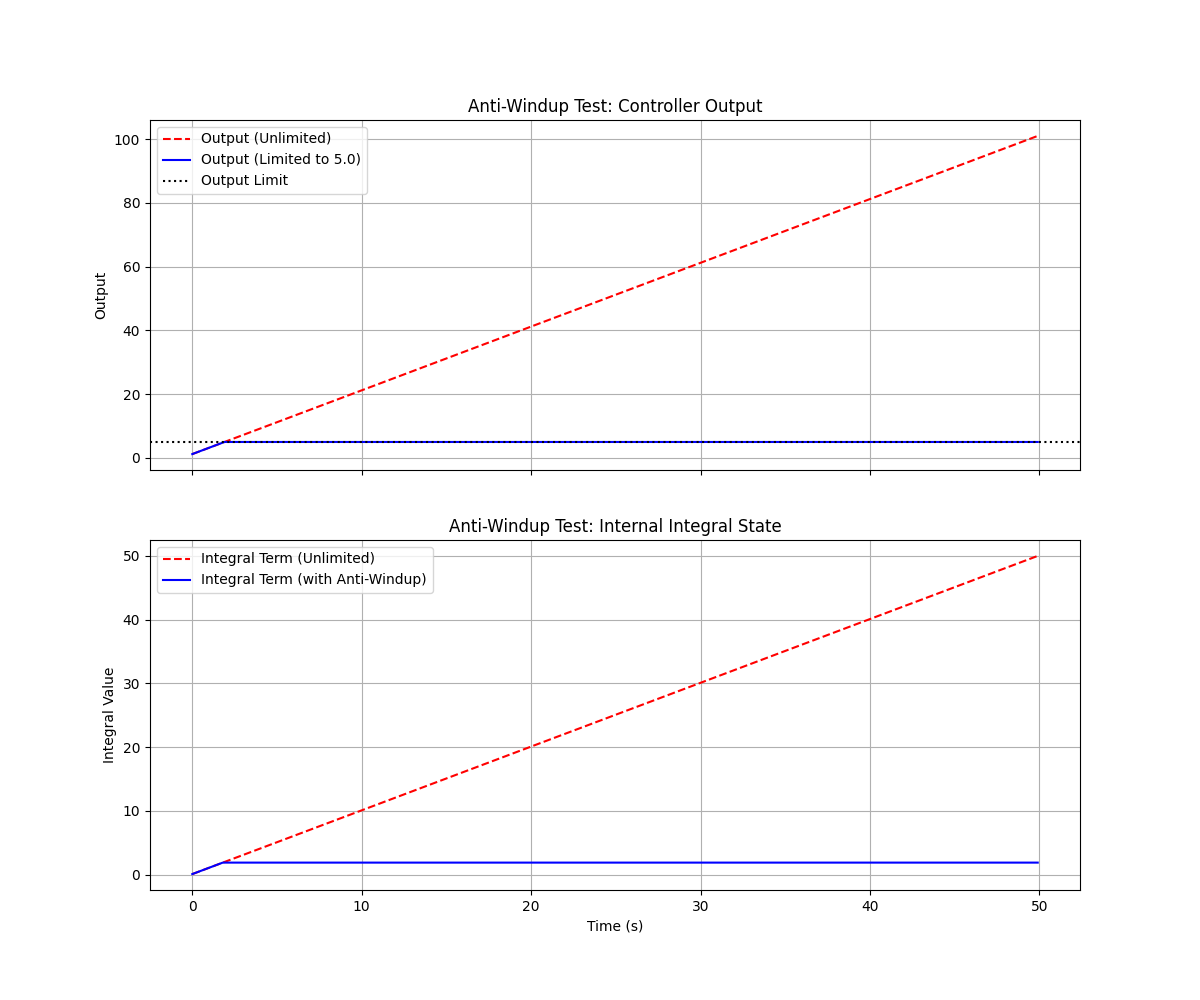 Anti-Windup Test: Controller Output
Output (Unlimited)
Output (Limited to 5.0)
Output Limit
100
80
60
40
20
0
Output
Anti-Windup Test: Internal Integral State
Integral Term (Unlimited)
Integral Term (with Anti-Windup)
50
40
30
20
10
0
Integral Value
0 10 20 30 40 50
Time (s)